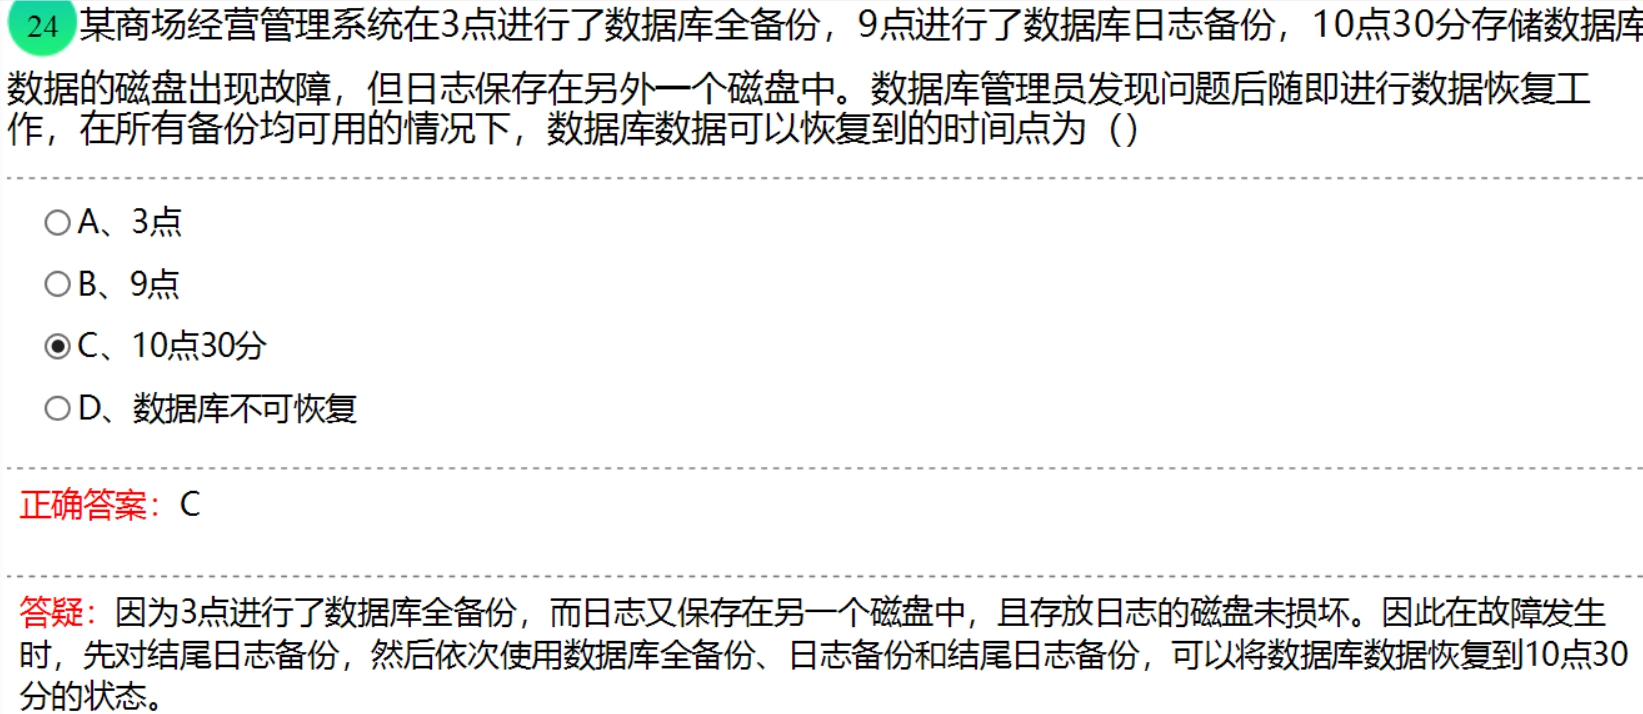 24 某商场经营管理系统在3点进行了数据库全备份，9点进行了数据库日志备份，10点30分存储数据库
数据的磁盘出现故障，但日志保存在另外一个磁盘中。数据库管理员发现问题后随即进行数据恢复工
作，在所有备份均可用的情况下，数据库数据可以恢复到的时间点为（）
A、3点
B、9点
C、10点30分
D、数据库不可恢复
正确答案：C
答疑：因为3点进行了数据库全备份，而日志又保存在另一个磁盘中，且存放日志的磁盘未损坏。因此在故障发生
时，先对结尾日志备份，然后依次使用数据库全备份、日志备份和结尾日志备份，可以将数据库数据恢复到10点30
分的状态。